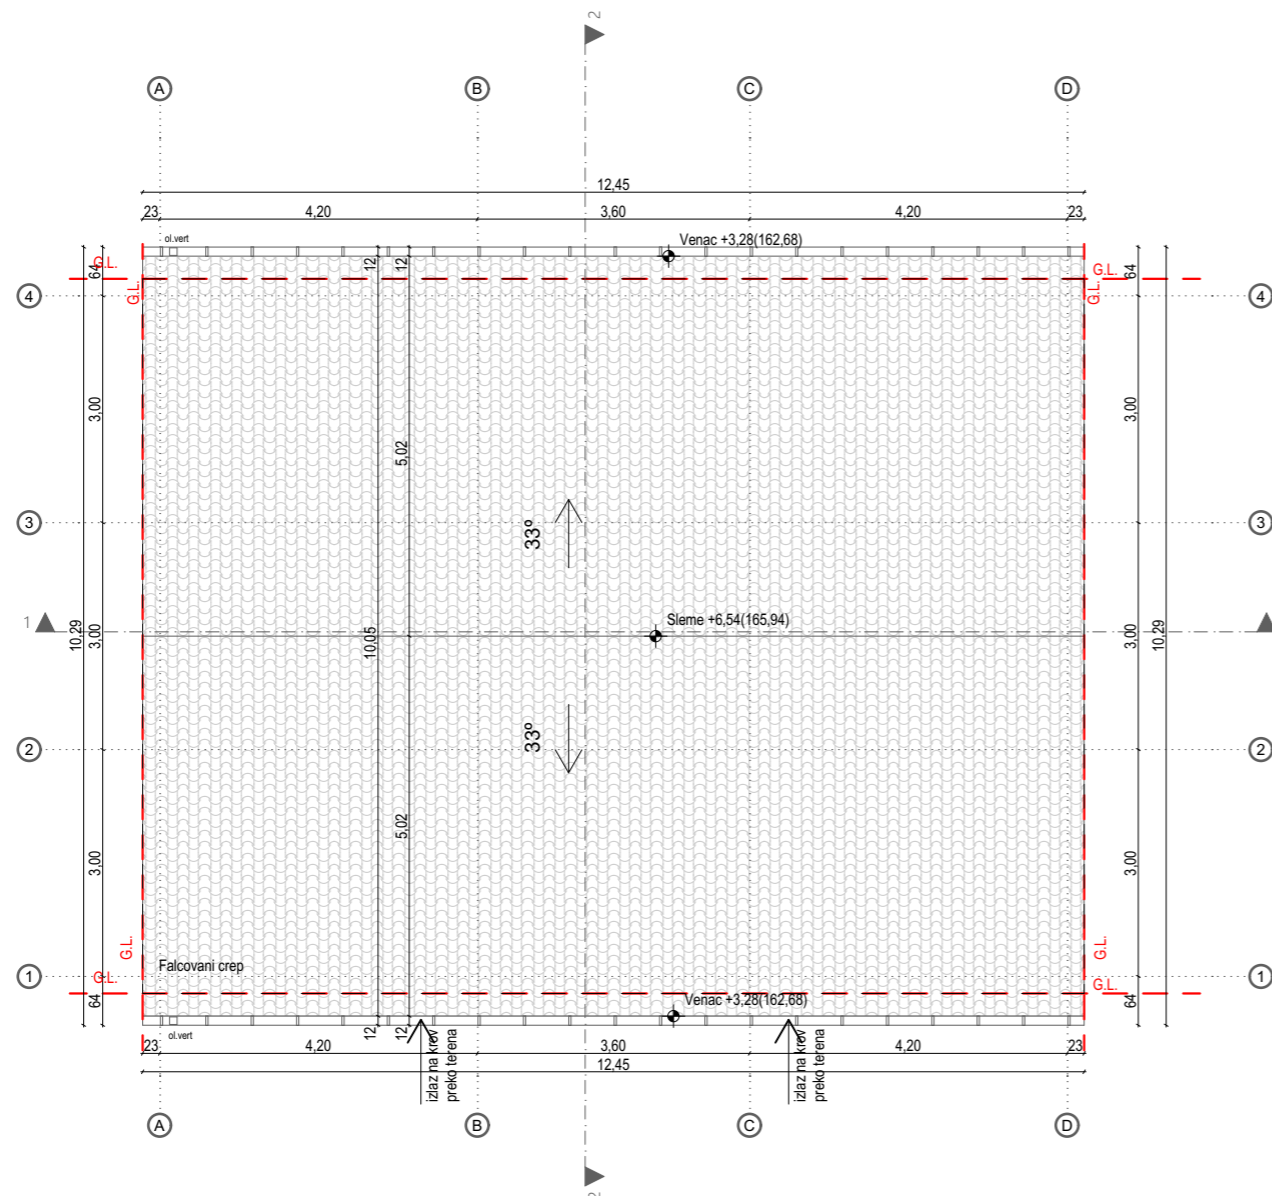 2
A B C D
12,45
23 4,20 3,60 4,20 23
ol.vert
Venac +3,28(162,68)
64 G.L. 12 12 G.L. 64
G.L. G.L.
4 4
3,00 5,02 3,00
3 33° 3
1 Sleme +6,54(165,94)
10,29 3,00 10,05 3,00 10,29
33°
2 2
3,00 5,02 3,00
G.L. G.L.
Falcovani crep
1 G.L. G.L. 1
64 Venac +3,28(162,68) 64
ol.vert 12 12
izlaz na krov
preko terena
izlaz na krov
preko terena
23 4,20 3,60 4,20 23
12,45
A B C D
2